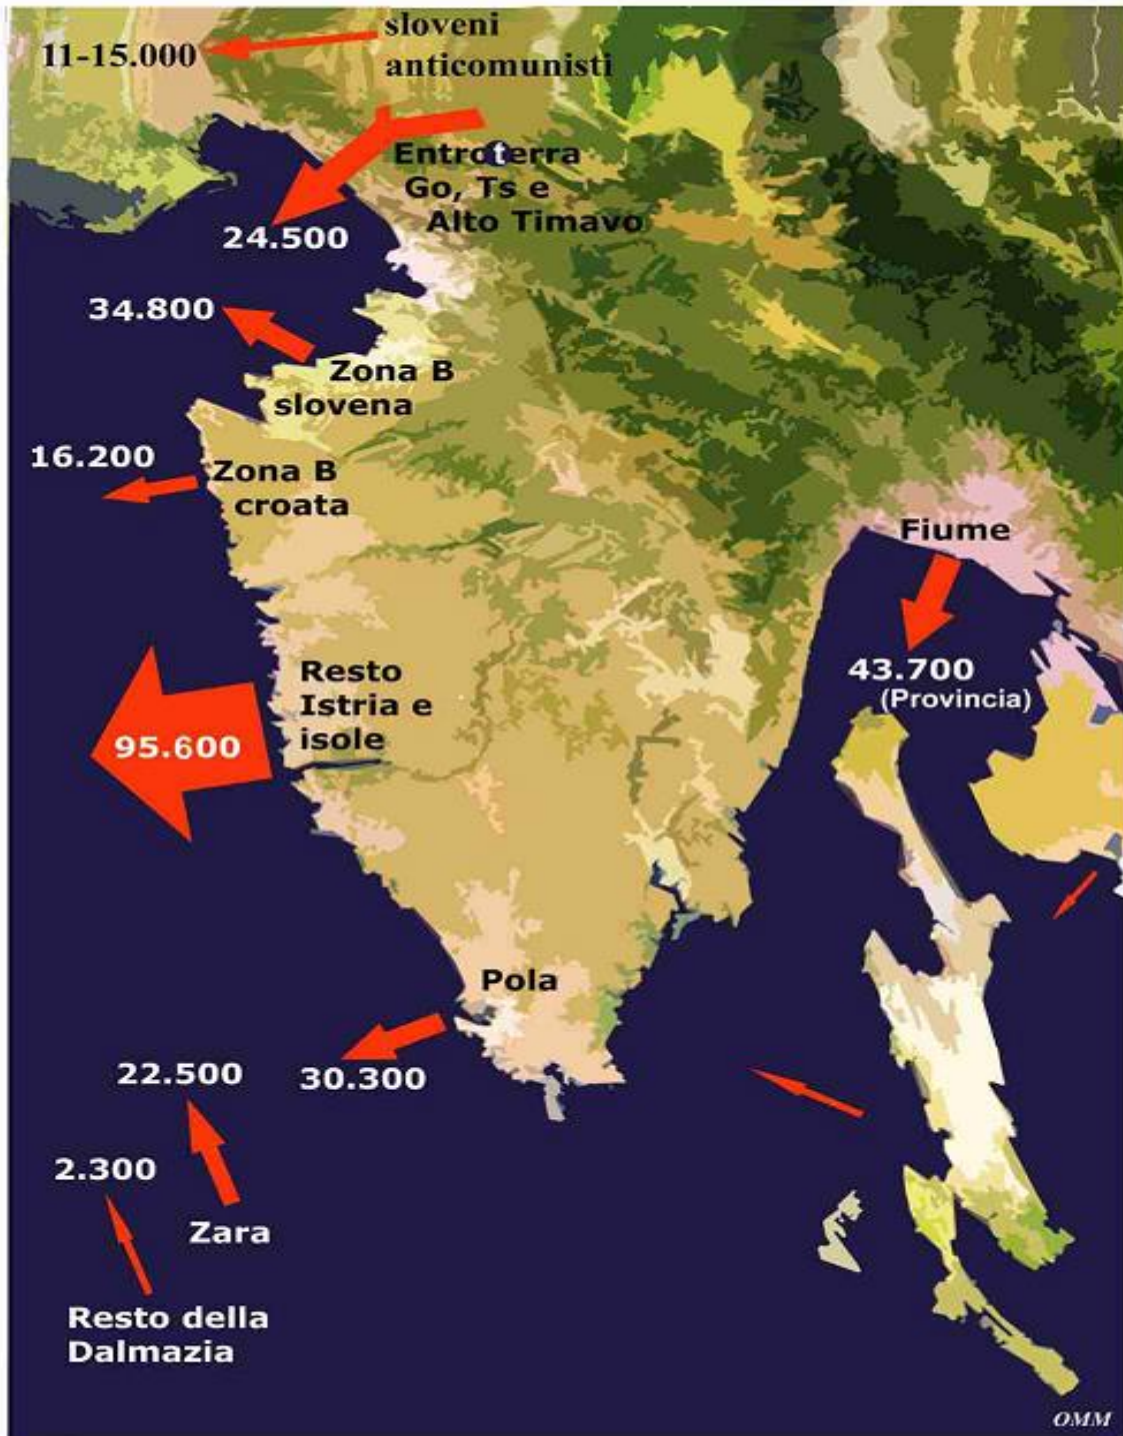 sloveni
11-15.000
anticomunisti
Entroterra
Go, Ts e
Alto Timavo
24.500
34.800
Zona B
slovena
16.200
Zona B
croata
Fiume
43.700
(Provincia)
Resto
Istria e
isole
95.600
Pola
30.300
22.500
2.300
Zara
Resto della
Dalmazia
OMM